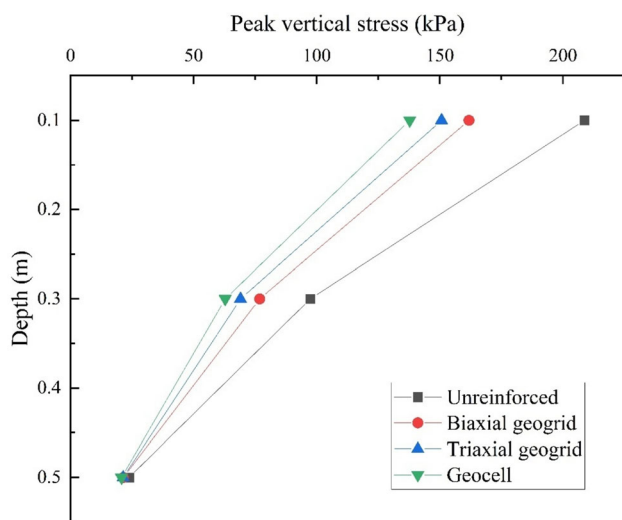 Peak vertical stress (kPa)
0 50 100 150 200
0.1
0.2
0.3
0.4
0.5
Depth (m)
Unreinforced
Biaxial geogrid
Triaxial geogrid
Geocell